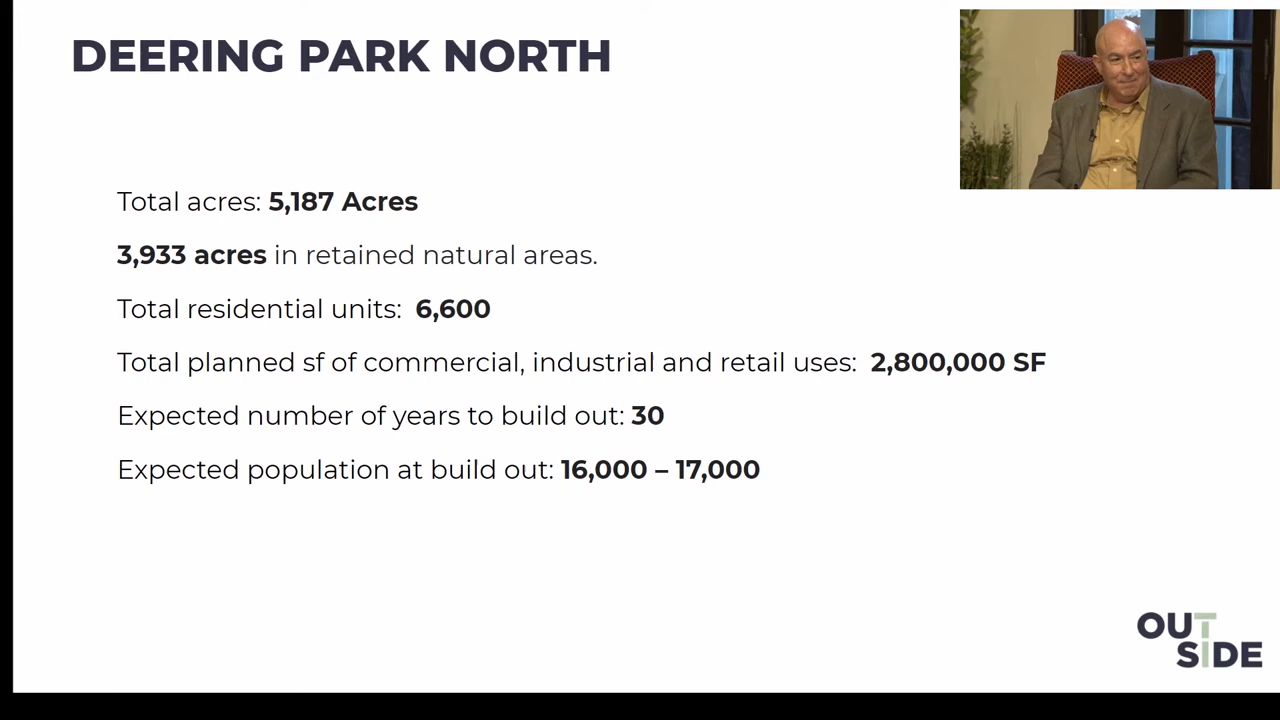 DEERING PARK NORTH
Total acres: 5,187 Acres
3,933 acres in retained natural areas.
Total residential units: 6,600
Total planned sf of commercial, industrial and retail uses: 2,800,000 SF
Expected number of years to build out: 30
Expected population at build out: 16,000 – 17,000
OUT
SIDE